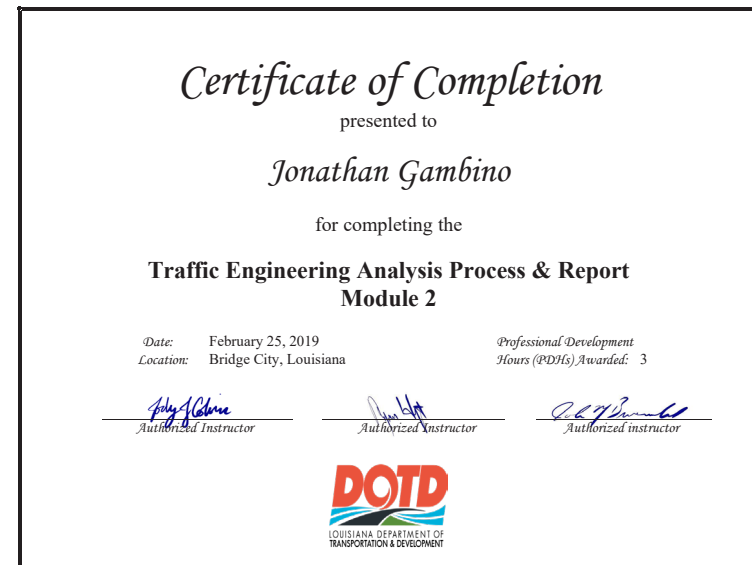 Certificate of Completion
presented to
Jonathan Gambino
for completing the
Traffic Engineering Analysis Process & Report
Module 2
Date: February 25, 2019
Location: Bridge City, Louisiana
Professional Development
Hours (PDHs) Awarded: 3
Authorized Instructor
Authorized Instructor
Authorized instructor
DOTD
LOUISIANA DEPARTMENT OF
TRANSPORTATION & DEVELOPMENT